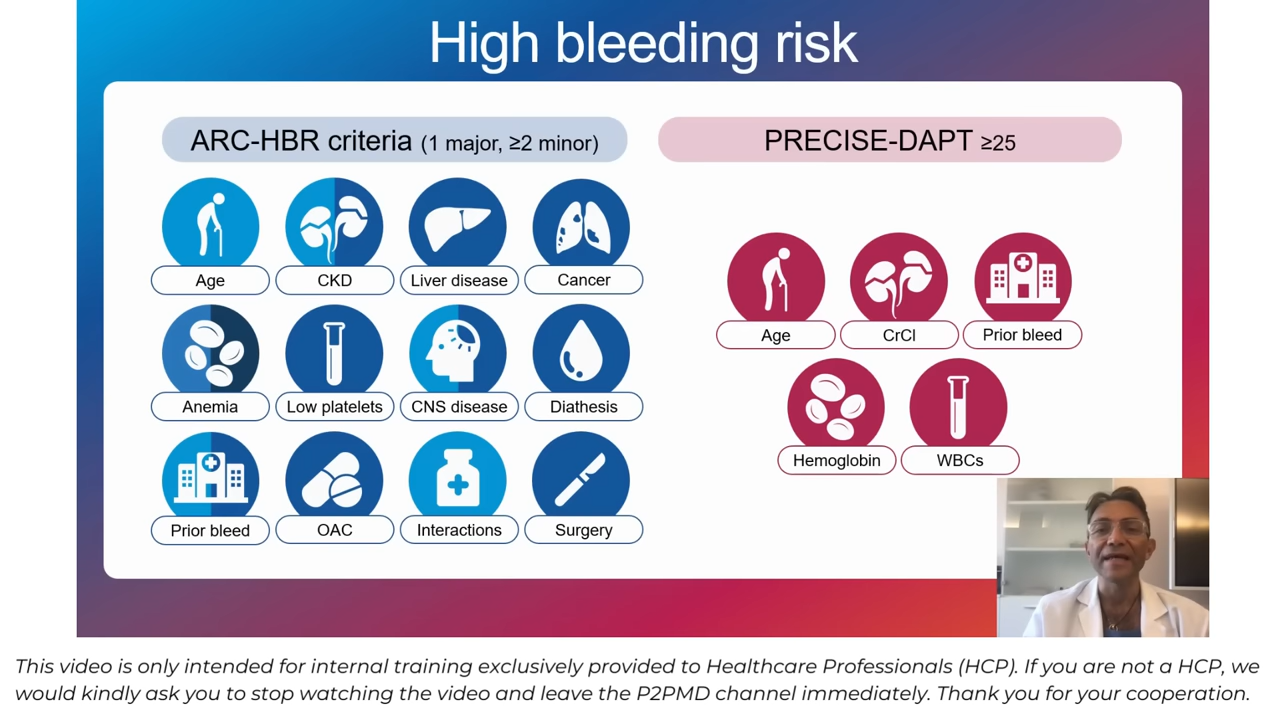 High bleeding risk
ARC-HBR criteria (1 major, ≥2 minor)
PRECISE-DAPT ≥25
Age
CKD
Liver disease
Cancer
Anemia
Low platelets
CNS disease
Diathesis
Prior bleed
OAC
Interactions
Surgery
Age
CrCl
Prior bleed
Hemoglobin
WBCs
This video is only intended for internal training exclusively provided to Healthcare Professionals (HCP). If you are not a HCP, we
would kindly ask you to stop watching the video and leave the P2PMD channel immediately. Thank you for your cooperation.